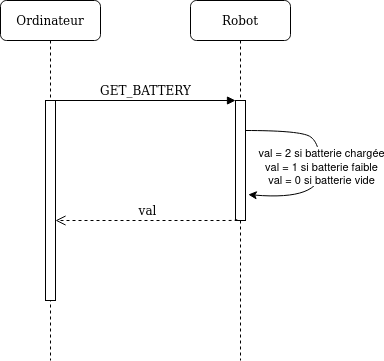 Ordinateur
Robot
GET_BATTERY
val = 2 si batterie chargée
val = 1 si batterie faible
val = 0 si batterie vide
val